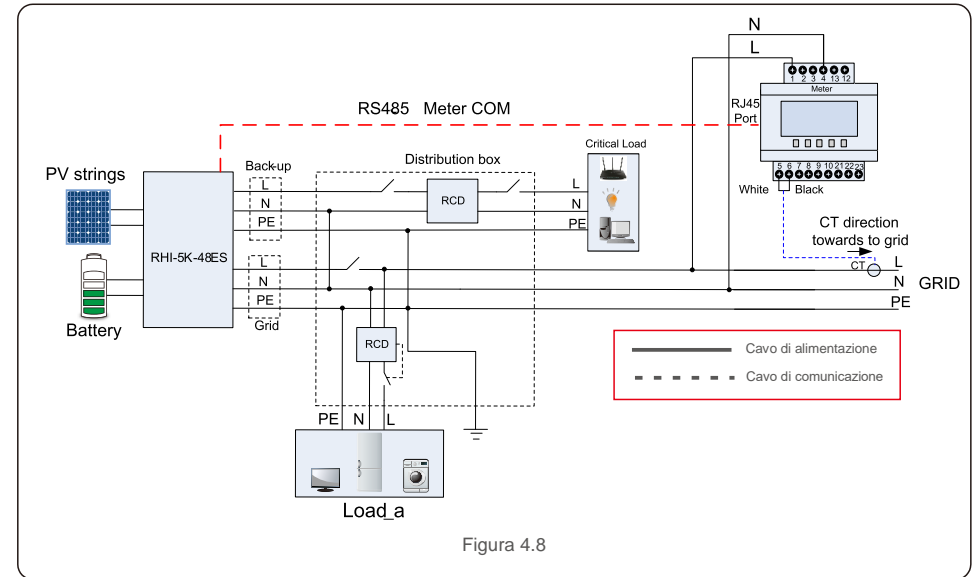 N
L
1 2 3 4 13 12
Meter
RS485 Meter COM
RJ45
Port
5 6 7 8 9 10 21 22 23
White
Black
PV strings
Back-up
Distribution box
Critical Load
L
N
PE
RCD
L
N
PE
RHI-5K-48ES
CT direction
towards to grid
CT
L
N
PE
GRID
L
N
PE
Grid
Battery
RCD
Cavo di alimentazione
Cavo di comunicazione
PE N L
Load_a
Figura 4.8